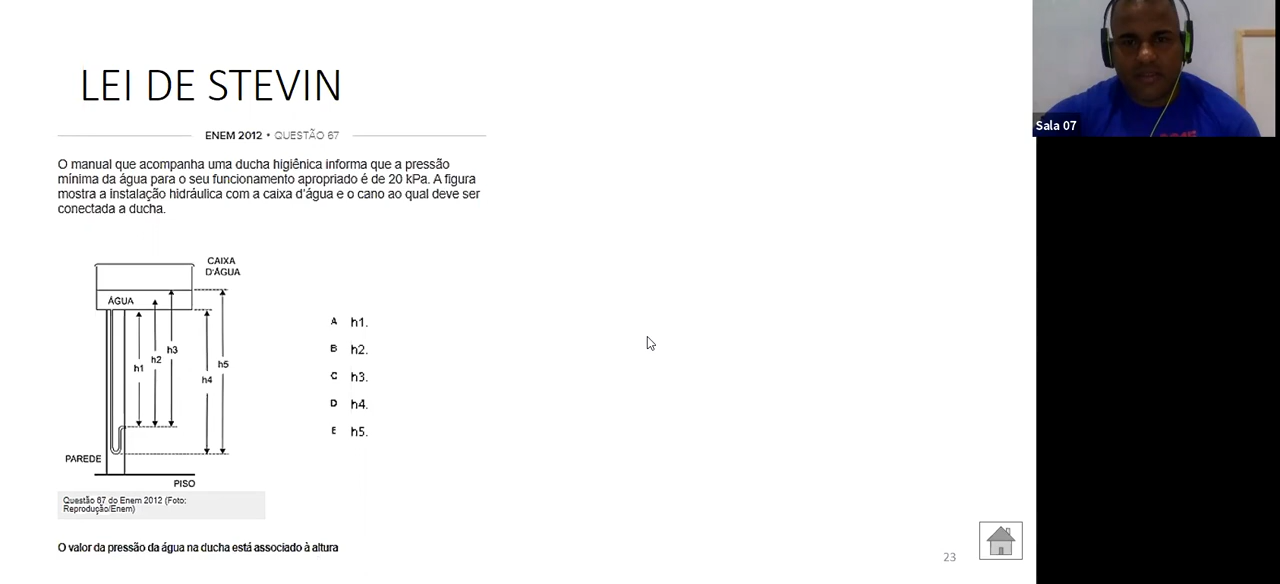 LEI DE STEVIN
ENEM 2012 • QUESTÃO 67
O manual que acompanha uma ducha higiênica informa que a pressão
mínima da água para o seu funcionamento apropriado é de 20 kPa. A figura
mostra a instalação hidráulica com a caixa d'água e o cano ao qual deve ser
conectada a ducha.
CAIXA
D'ÁGUA
ÁGUA
h1
h2
h3
h4
h5
PAREDE
PISO
A h1.
B h2.
C h3.
D h4.
E h5.
Questão 67 do Enem 2012 (Foto:
Reprodução/Enem)
O valor da pressão da água na ducha está associado à altura
23
Sala 07